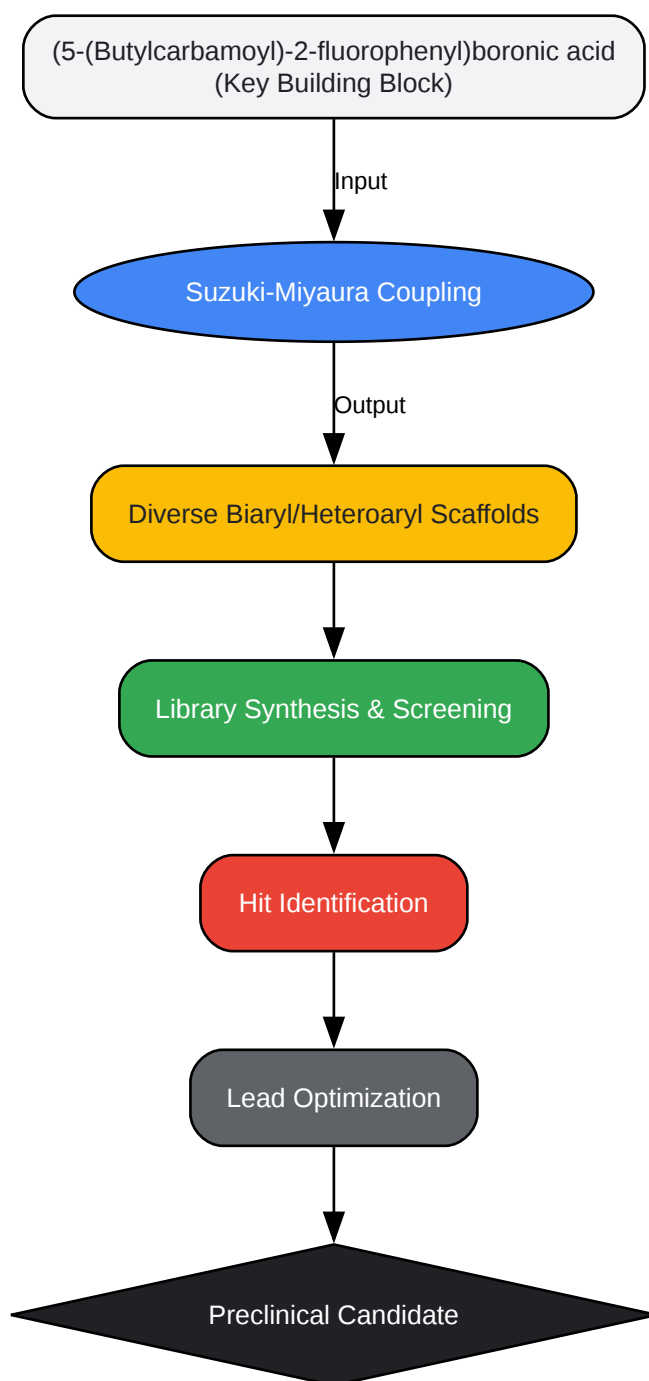 (5-(Butylcarbamoyl)-2-fluorophenyl)boronic acid
(Key Building Block)
Input
Suzuki-Miyaura Coupling
Output
Diverse Biaryl/Heteroaryl Scaffolds
Library Synthesis & Screening
Hit Identification
Lead Optimization
Preclinical Candidate